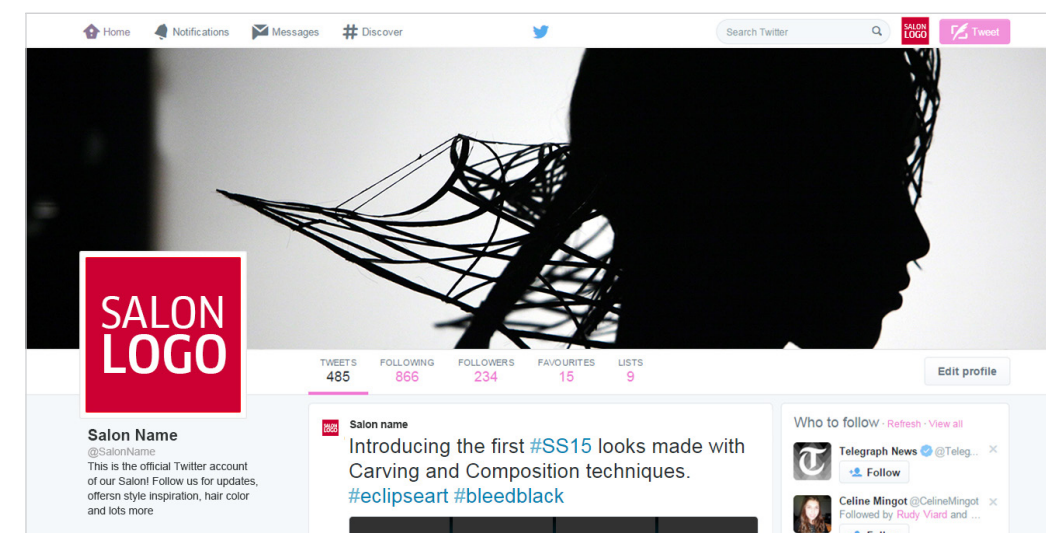 Home Notifications Messages Discover Search Twitter SALON LOGO Tweet
SALON
LOGO
TWEETS FOLLOWING FOLLOWERS FAVOURITES LISTS
485 866 234 15 9
Edit profile
Salon Name
@SalonName
This is the official Twitter account
of our Salon! Follow us for updates,
offersn style inspiration, hair color
and lots more
SALON LOGO
Salon name
Introducing the first #SS15 looks made with
Carving and Composition techniques.
#eclipseart #bleedblack
Who to follow · Refresh · View all
Telegraph News @Teleg...
Follow
Celine Mingot @CelineMingot
Followed by Rudy Viard and ...